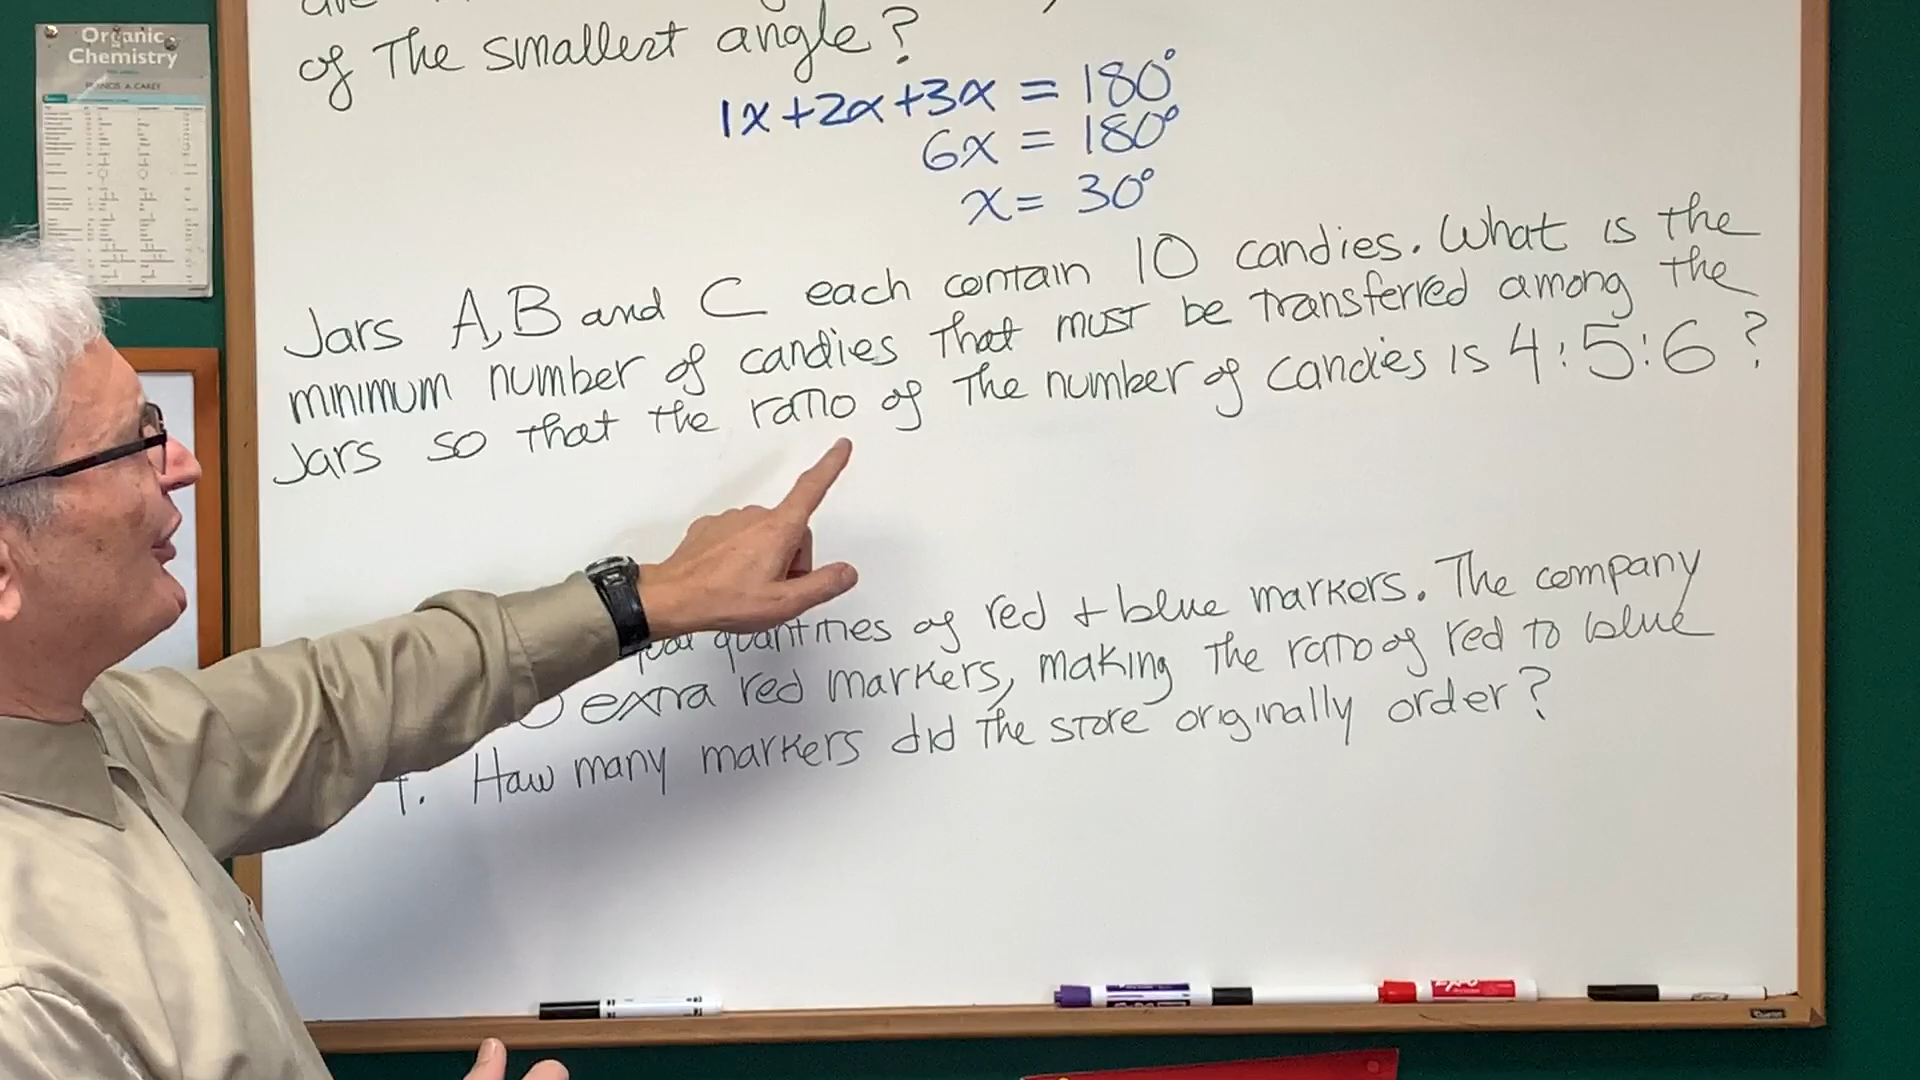 Organic
Chemistry
FRANCIS A. CAREY
of The smallest angle?
1x+2x+3x = 180°
6x = 180°
x = 30°
Jars A, B and C each contain 10 candies. What is the
minimum number of candies that must be transferred among the
Jars so that the ratio of the number of candies is 4:5:6?
quantities of red + blue markers. The company
extra red markers, making the ratio of red to blue
How many markers did the store originally order?
EXPO